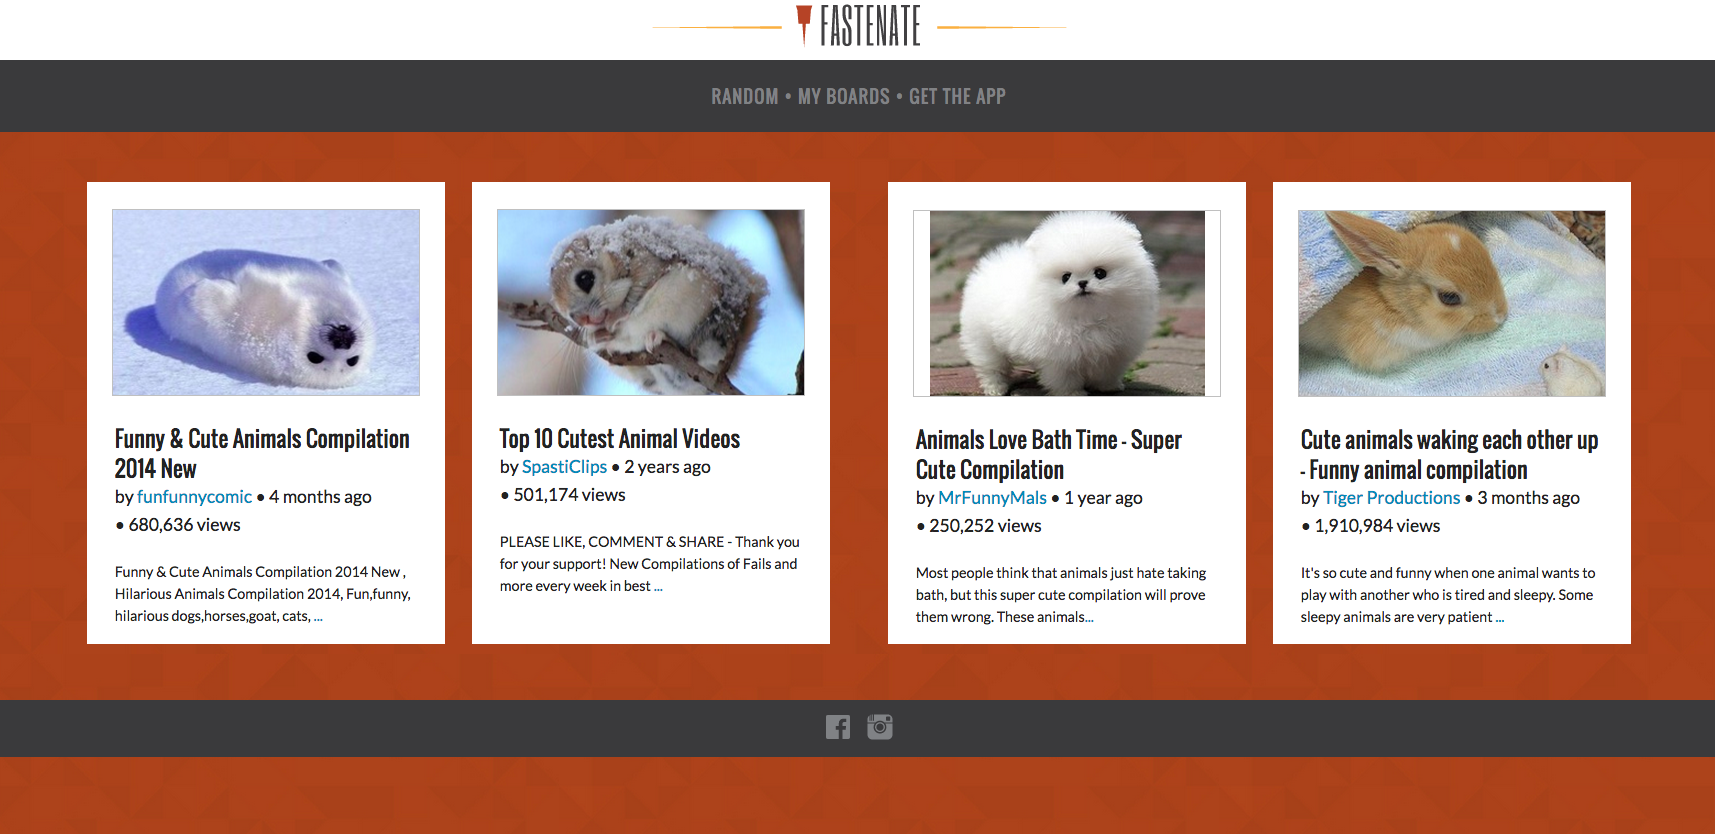 FASTENATE
RANDOM • MY BOARDS • GET THE APP
Funny & Cute Animals Compilation
2014 New
by funfunnycomic • 4 months ago
• 680,636 views
Funny & Cute Animals Compilation 2014 New ,
Hilarious Animals Compilation 2014, Fun,funny,
hilarious dogs,horses,goat, cats, ...
Top 10 Cutest Animal Videos
by SpastiClips • 2 years ago
• 501,174 views
PLEASE LIKE, COMMENT & SHARE - Thank you
for your support! New Compilations of Fails and
more every week in best ...
Animals Love Bath Time - Super
Cute Compilation
by MrFunnyMals • 1 year ago
• 250,252 views
Most people think that animals just hate taking
bath, but this super cute compilation will prove
them wrong. These animals...
Cute animals waking each other up
- Funny animal compilation
by Tiger Productions • 3 months ago
• 1,910,984 views
It's so cute and funny when one animal wants to
play with another who is tired and sleepy. Some
sleepy animals are very patient ...